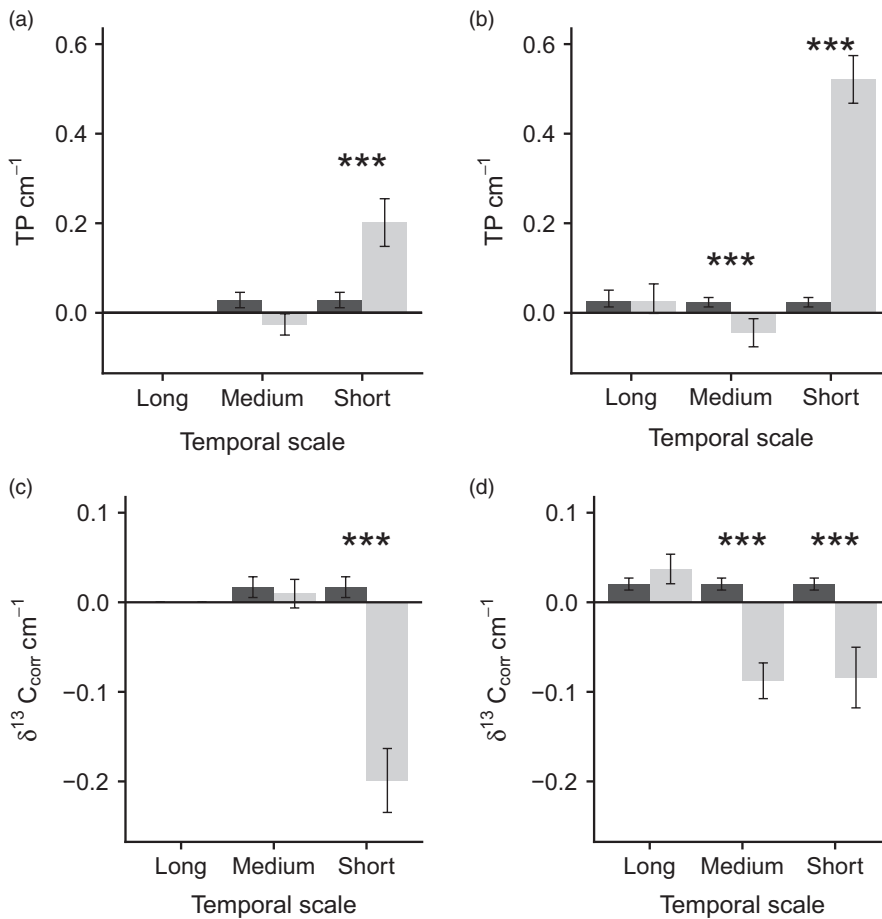 (a)
0.6
0.4
0.2
0.0
TP cm⁻¹
***
Long Medium Short
Temporal scale
(b)
0.6
0.4
0.2
0.0
TP cm⁻¹
***
***
Long Medium Short
Temporal scale
(c)
0.1
0.0
−0.1
−0.2
δ¹³ C_corr cm⁻¹
***
Long Medium Short
Temporal scale
(d)
0.1
0.0
−0.1
−0.2
δ¹³ C_corr cm⁻¹
*** ***
Long Medium Short
Temporal scale